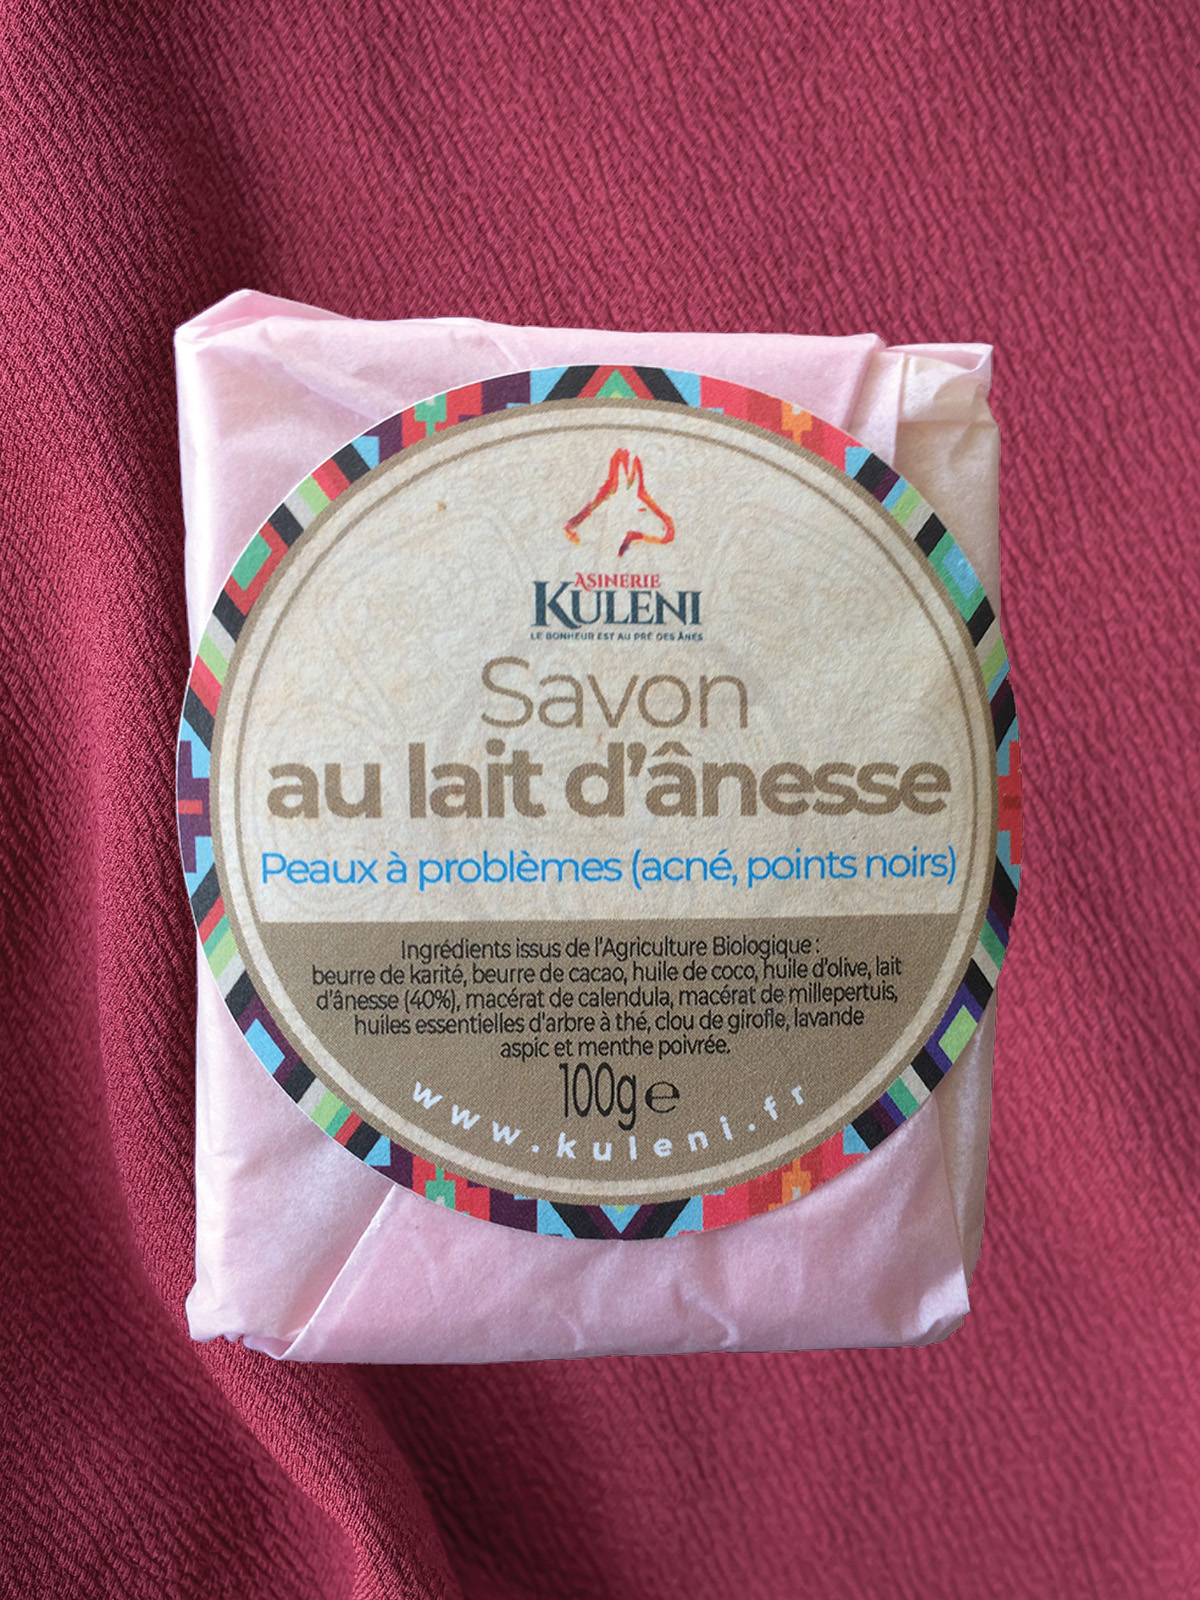 ASINERIE
KULENI
LE BONHEUR EST AU PRÉ DES ÂNES
Savon
au lait d'ânesse
Peaux à problèmes (acné, points noirs)
Ingrédients issus de l'Agriculture Biologique :
beurre de karité, beurre de cacao, huile de coco, huile d'olive, lait
d'ânesse (40%), macérat de calendula, macérat de millepertuis,
huiles essentielles d'arbre à thé, clou de girofle, lavande
aspic et menthe poivrée.
100g ℮
www.kuleni.fr